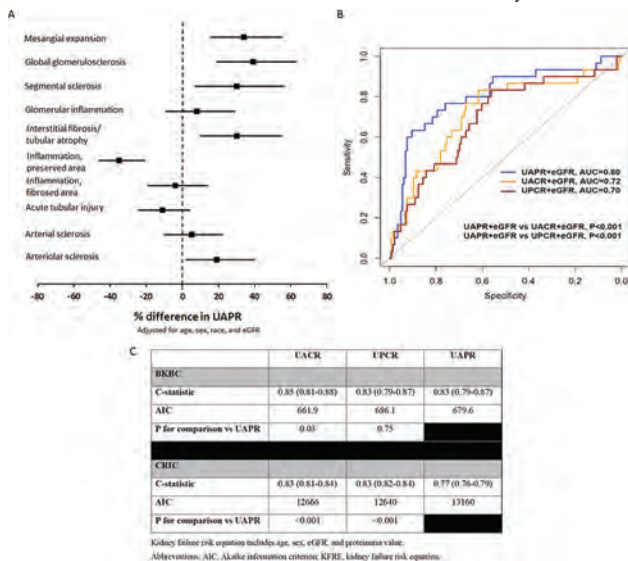 A
Mesangial expansion
Global glomerulosclerosis
Segmental sclerosis
Glomerular inflammation
Interstitial fibrosis/
tubular atrophy
Inflammation,
preserved area
Inflammation,
fibrosed area
Acute tubular injury
Arterial sclerosis
Arteriolar sclerosis
-80 -60 -40 -20 0 20 40 60 80
% difference in UAPR
Adjusted for age, sex, race, and eGFR
B
Sensitivity
1.0
0.8
0.6
0.4
0.2
0.0
UAPR+eGFR, AUC=0.80
UACR+eGFR, AUC=0.72
UPCR+eGFR, AUC=0.70
UAPR+eGFR vs UACR+eGFR, P<0.001
UAPR+eGFR vs UPCR+eGFR, P<0.001
1.0 0.8 0.6 0.4 0.2 0.0
Specificity
C
UACR UPCR UAPR
BKBC
C-statistic 0.85 (0.81-0.88) 0.83 (0.79-0.87) 0.83 (0.79-0.87)
AIC 661.9 686.1 679.6
P for comparison vs UAPR 0.03 0.75
CRIC
C-statistic 0.83 (0.81-0.84) 0.83 (0.82-0.84) 0.77 (0.76-0.79)
AIC 12666 12640 13160
P for comparison vs UAPR <0.001 <0.001
Kidney failure risk equation includes age, sex, eGFR, and proteinuria value.
Abbreviations: AIC, Akaike information criterion; KFRE, kidney failure risk equation.